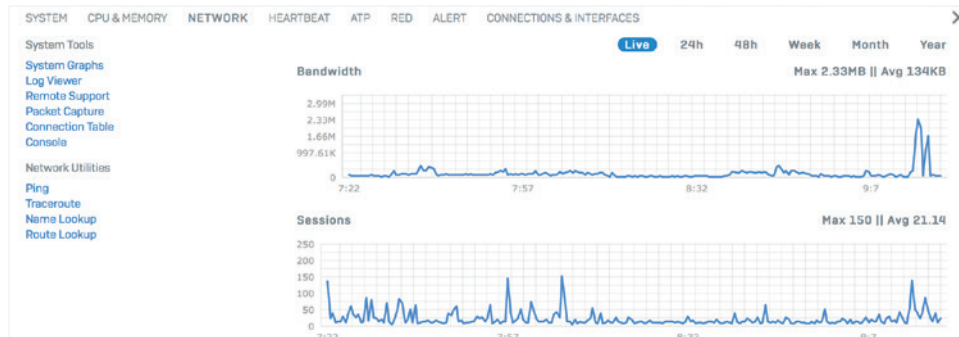 SYSTEM CPU & MEMORY NETWORK HEARTBEAT ATP RED ALERT CONNECTIONS & INTERFACES
System Tools
System Graphs
Log Viewer
Remote Support
Packet Capture
Connection Table
Console
Network Utilities
Ping
Traceroute
Name Lookup
Route Lookup
Live 24h 48h Week Month Year
Bandwidth Max 2.33MB || Avg 134KB
2.99M
2.33M
1.66M
997.61K
0
7:22 7:57 8:32 9:7
Sessions Max 150 || Avg 21.14
250
200
150
100
50
0